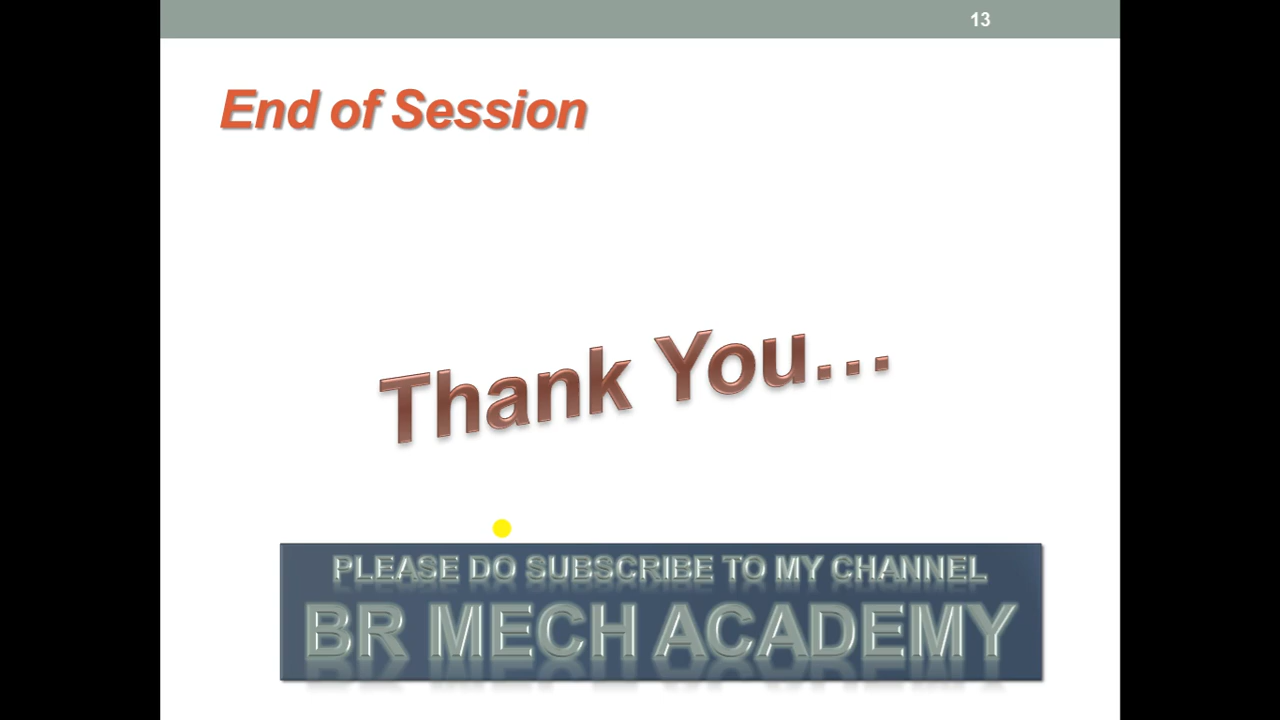 13
End of Session
Thank You...
PLEASE DO SUBSCRIBE TO MY CHANNEL
BR MECH ACADEMY